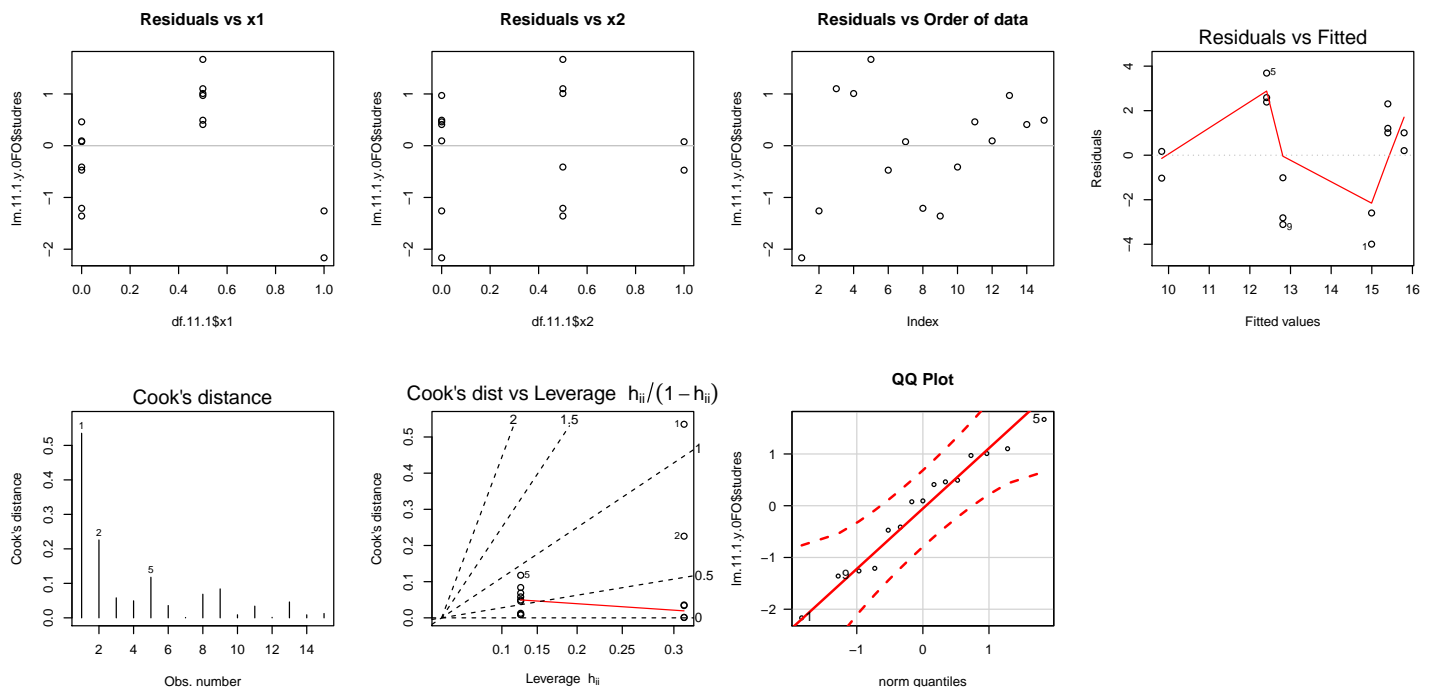 Residuals vs x1
lm.11.1.y.0FO$studres
−2 −1 0 1
0.0 0.2 0.4 0.6 0.8 1.0
df.11.1$x1
Residuals vs x2
lm.11.1.y.0FO$studres
−2 −1 0 1
0.0 0.2 0.4 0.6 0.8 1.0
df.11.1$x2
Residuals vs Order of data
lm.11.1.y.0FO$studres
−2 −1 0 1
2 4 6 8 10 12 14
Index
Residuals vs Fitted
Residuals
−4 −2 0 2 4
5
9
1
10 11 12 13 14 15 16
Fitted values
Cook's distance
Cook's distance
0.0 0.1 0.2 0.3 0.4 0.5
1
2
5
2 4 6 8 10 12 14
Obs. number
Cook's dist vs Leverage hii/(1 − hii)
Cook's distance
0.0 0.1 0.2 0.3 0.4 0.5
2 1.5
1
1
2
5
0.5
0
0.1 0.15 0.2 0.25 0.3
Leverage hii
QQ Plot
lm.11.1.y.0FO$studres
−2 −1 0 1
5
9
1
−1 0 1
norm quantiles